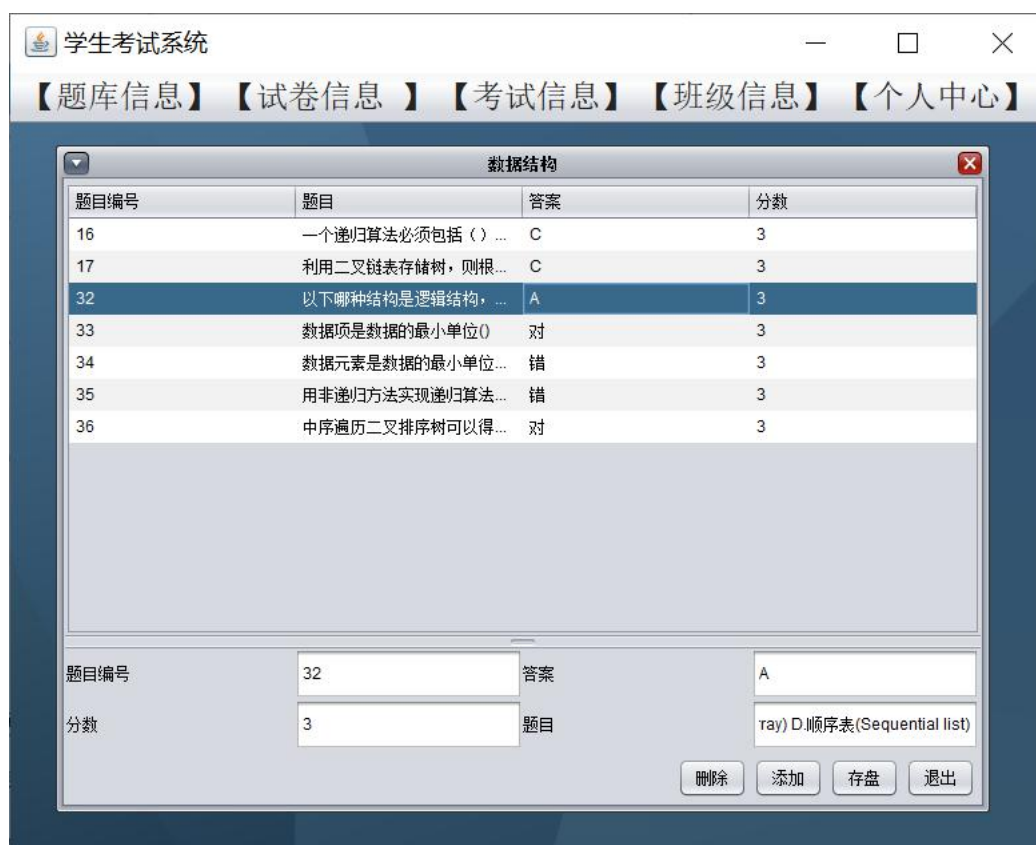 学生考试系统
【题库信息】 【试卷信息 】 【考试信息】 【班级信息】 【个人中心】
数据结构
题目编号 题目 答案 分数
16 一个递归算法必须包括（）... C 3
17 利用二叉链表存储树，则根... C 3
32 以下哪种结构是逻辑结构，... A 3
33 数据项是数据的最小单位() 对 3
34 数据元素是数据的最小单位... 错 3
35 用非递归方法实现递归算法... 错 3
36 中序遍历二叉排序树可以得... 对 3
题目编号 32 答案 A
分数 3 题目 ray) D.顺序表(Sequential list)
删除 添加 存盘 退出